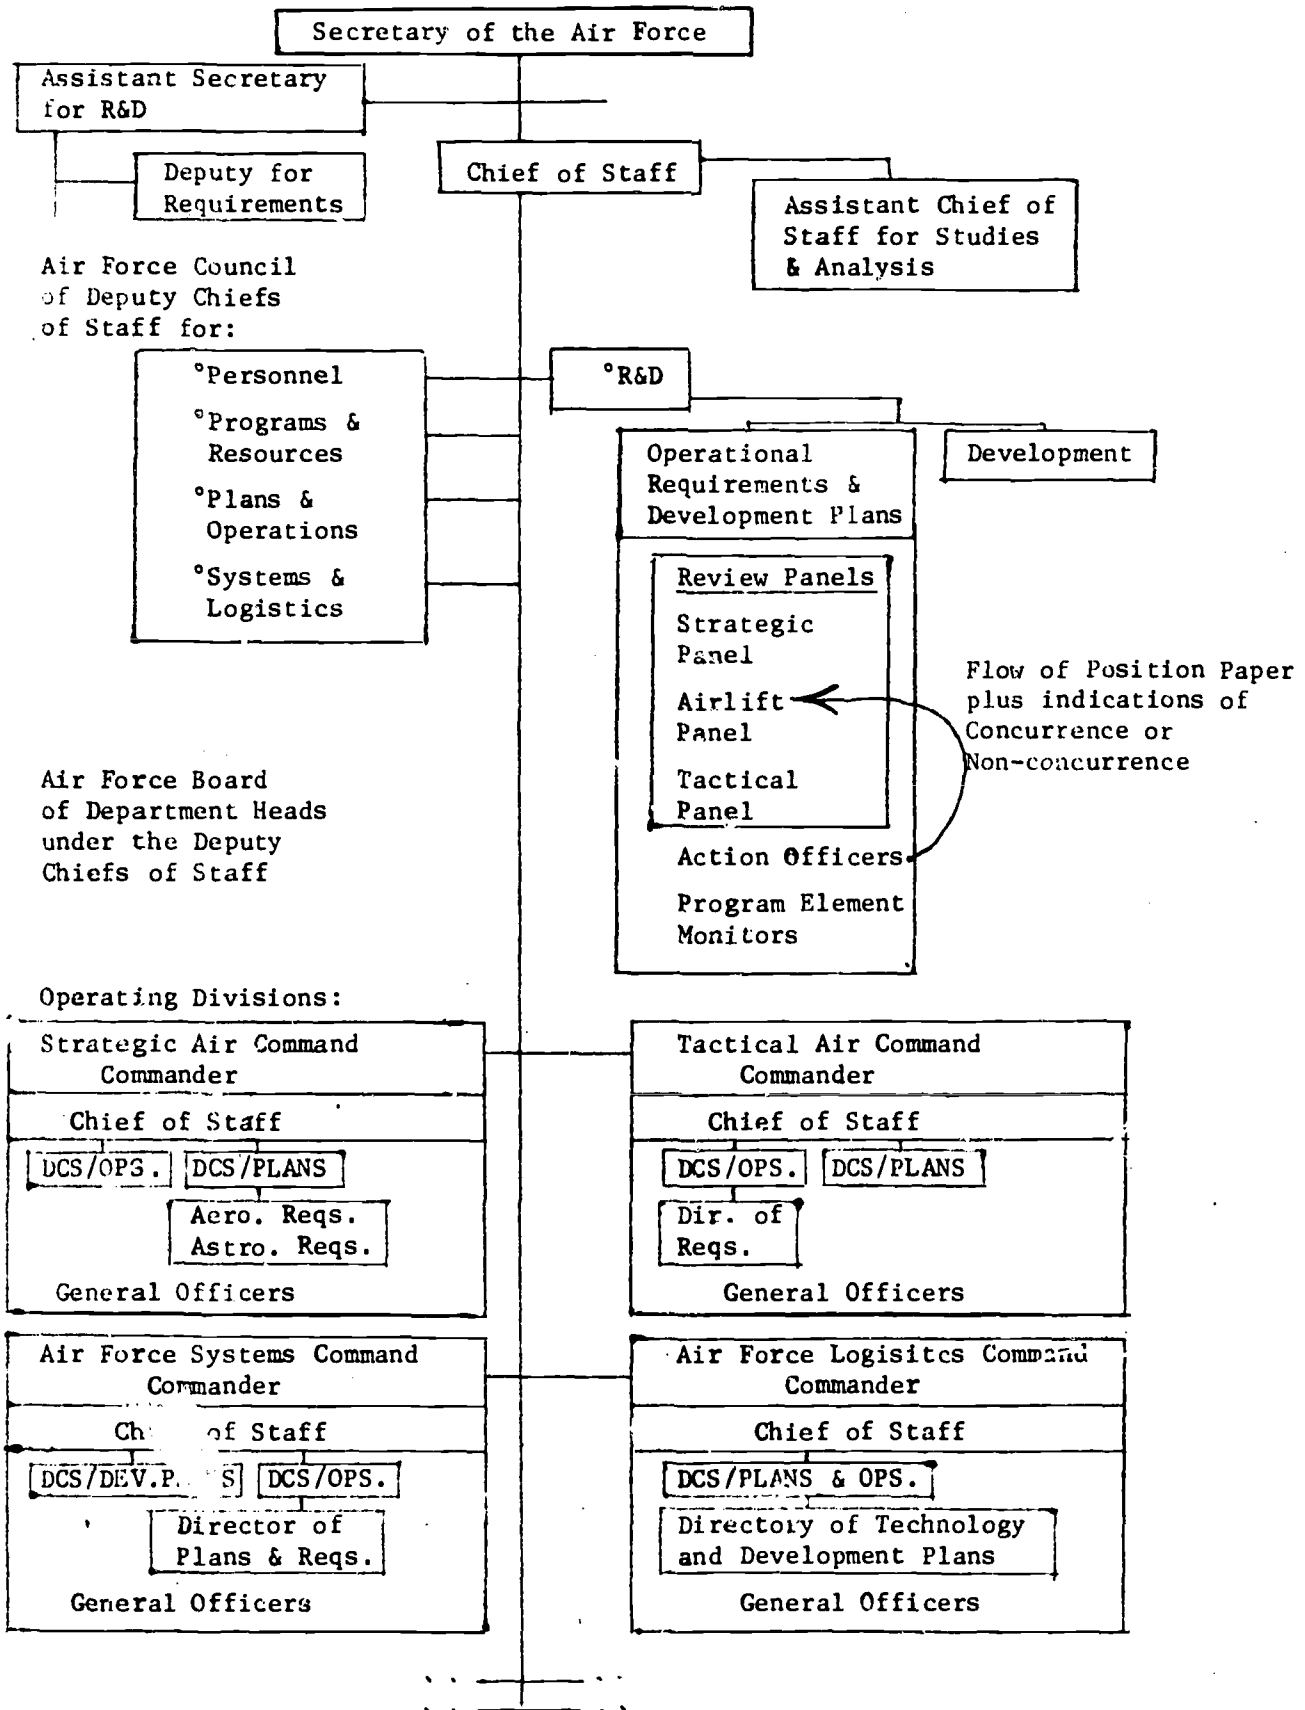 Secretary of the Air Force
Assistant Secretary
for R&D
Deputy for
Requirements
Chief of Staff
Assistant Chief of
Staff for Studies
& Analysis
Air Force Council
of Deputy Chiefs
of Staff for:
°Personnel
°Programs &
Resources
°Plans &
Operations
°Systems &
Logistics
°R&D
Operational
Requirements &
Development Plans
Development
Review Panels
Strategic
Panel
Airlift
Panel
Tactical
Panel
Action Officers
Program Element
Monitors
Flow of Position Paper
plus indications of
Concurrence or
Non-concurrence
Air Force Board
of Department Heads
under the Deputy
Chiefs of Staff
Operating Divisions:
Strategic Air Command
Commander
Chief of Staff
DCS/OPS. DCS/PLANS
Aero. Reqs.
Astro. Reqs.
General Officers
Tactical Air Command
Commander
Chief of Staff
DCS/OPS. DCS/PLANS
Dir. of
Reqs.
General Officers
Air Force Systems Command
Commander
of Staff
DCS/OPS.
Director of
Plans & Reqs.
General Officers
Air Force Logisitcs Command
Commander
Chief of Staff
DCS/PLANS & OPS.
Directory of Technology
and Development Plans
General Officers